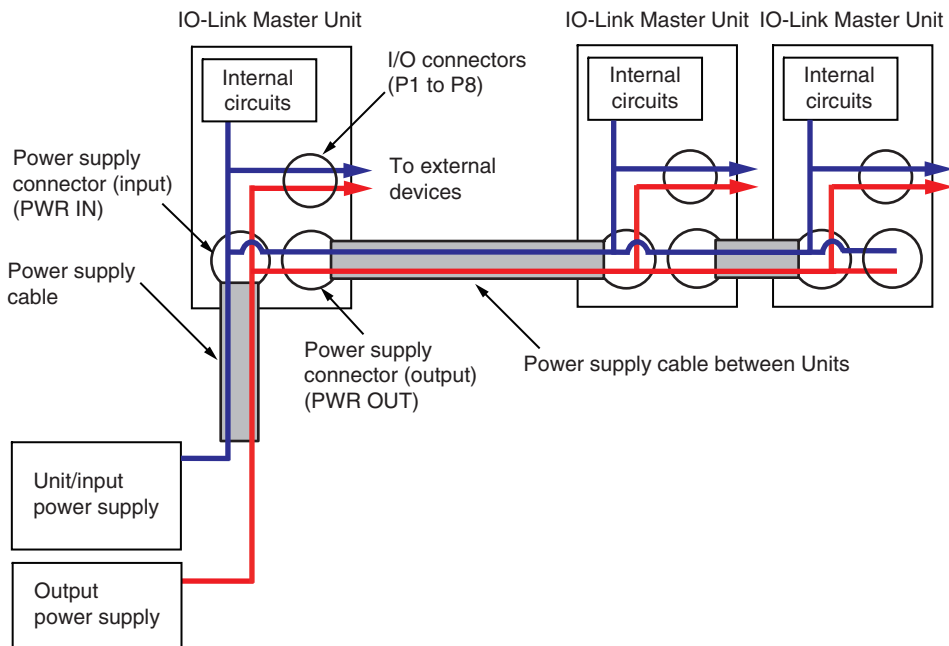 IO-Link Master Unit
IO-Link Master Unit
IO-Link Master Unit
Internal
circuits
I/O connectors
(P1 to P8)
Internal
circuits
Internal
circuits
Power supply
connector (input)
(PWR IN)
To external
devices
Power supply
cable
Power supply
connector (output)
(PWR OUT)
Power supply cable between Units
Unit/input
power supply
Output
power supply